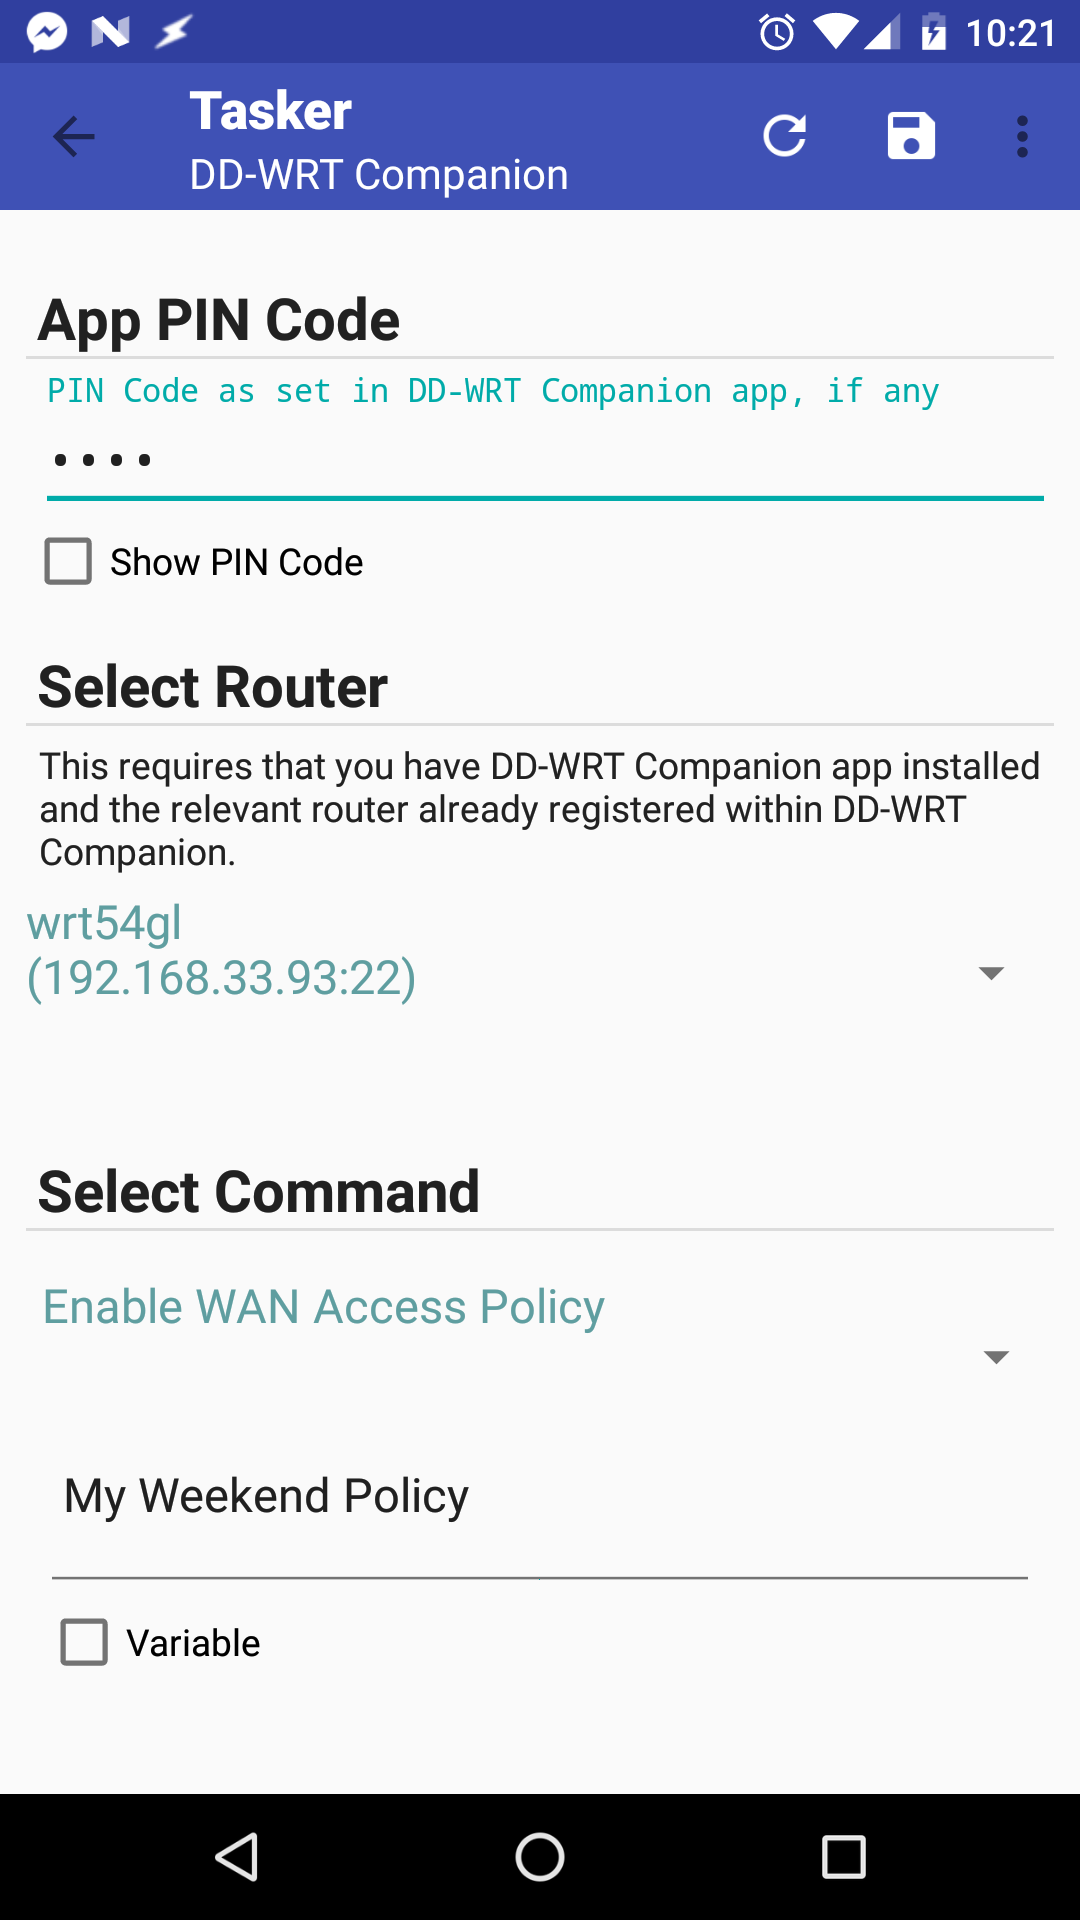 10:21
Tasker
DD-WRT Companion
App PIN Code
PIN Code as set in DD-WRT Companion app, if any
••••
Show PIN Code
Select Router
This requires that you have DD-WRT Companion app installed
and the relevant router already registered within DD-WRT
Companion.
wrt54gl
(192.168.33.93:22)
Select Command
Enable WAN Access Policy
My Weekend Policy
Variable